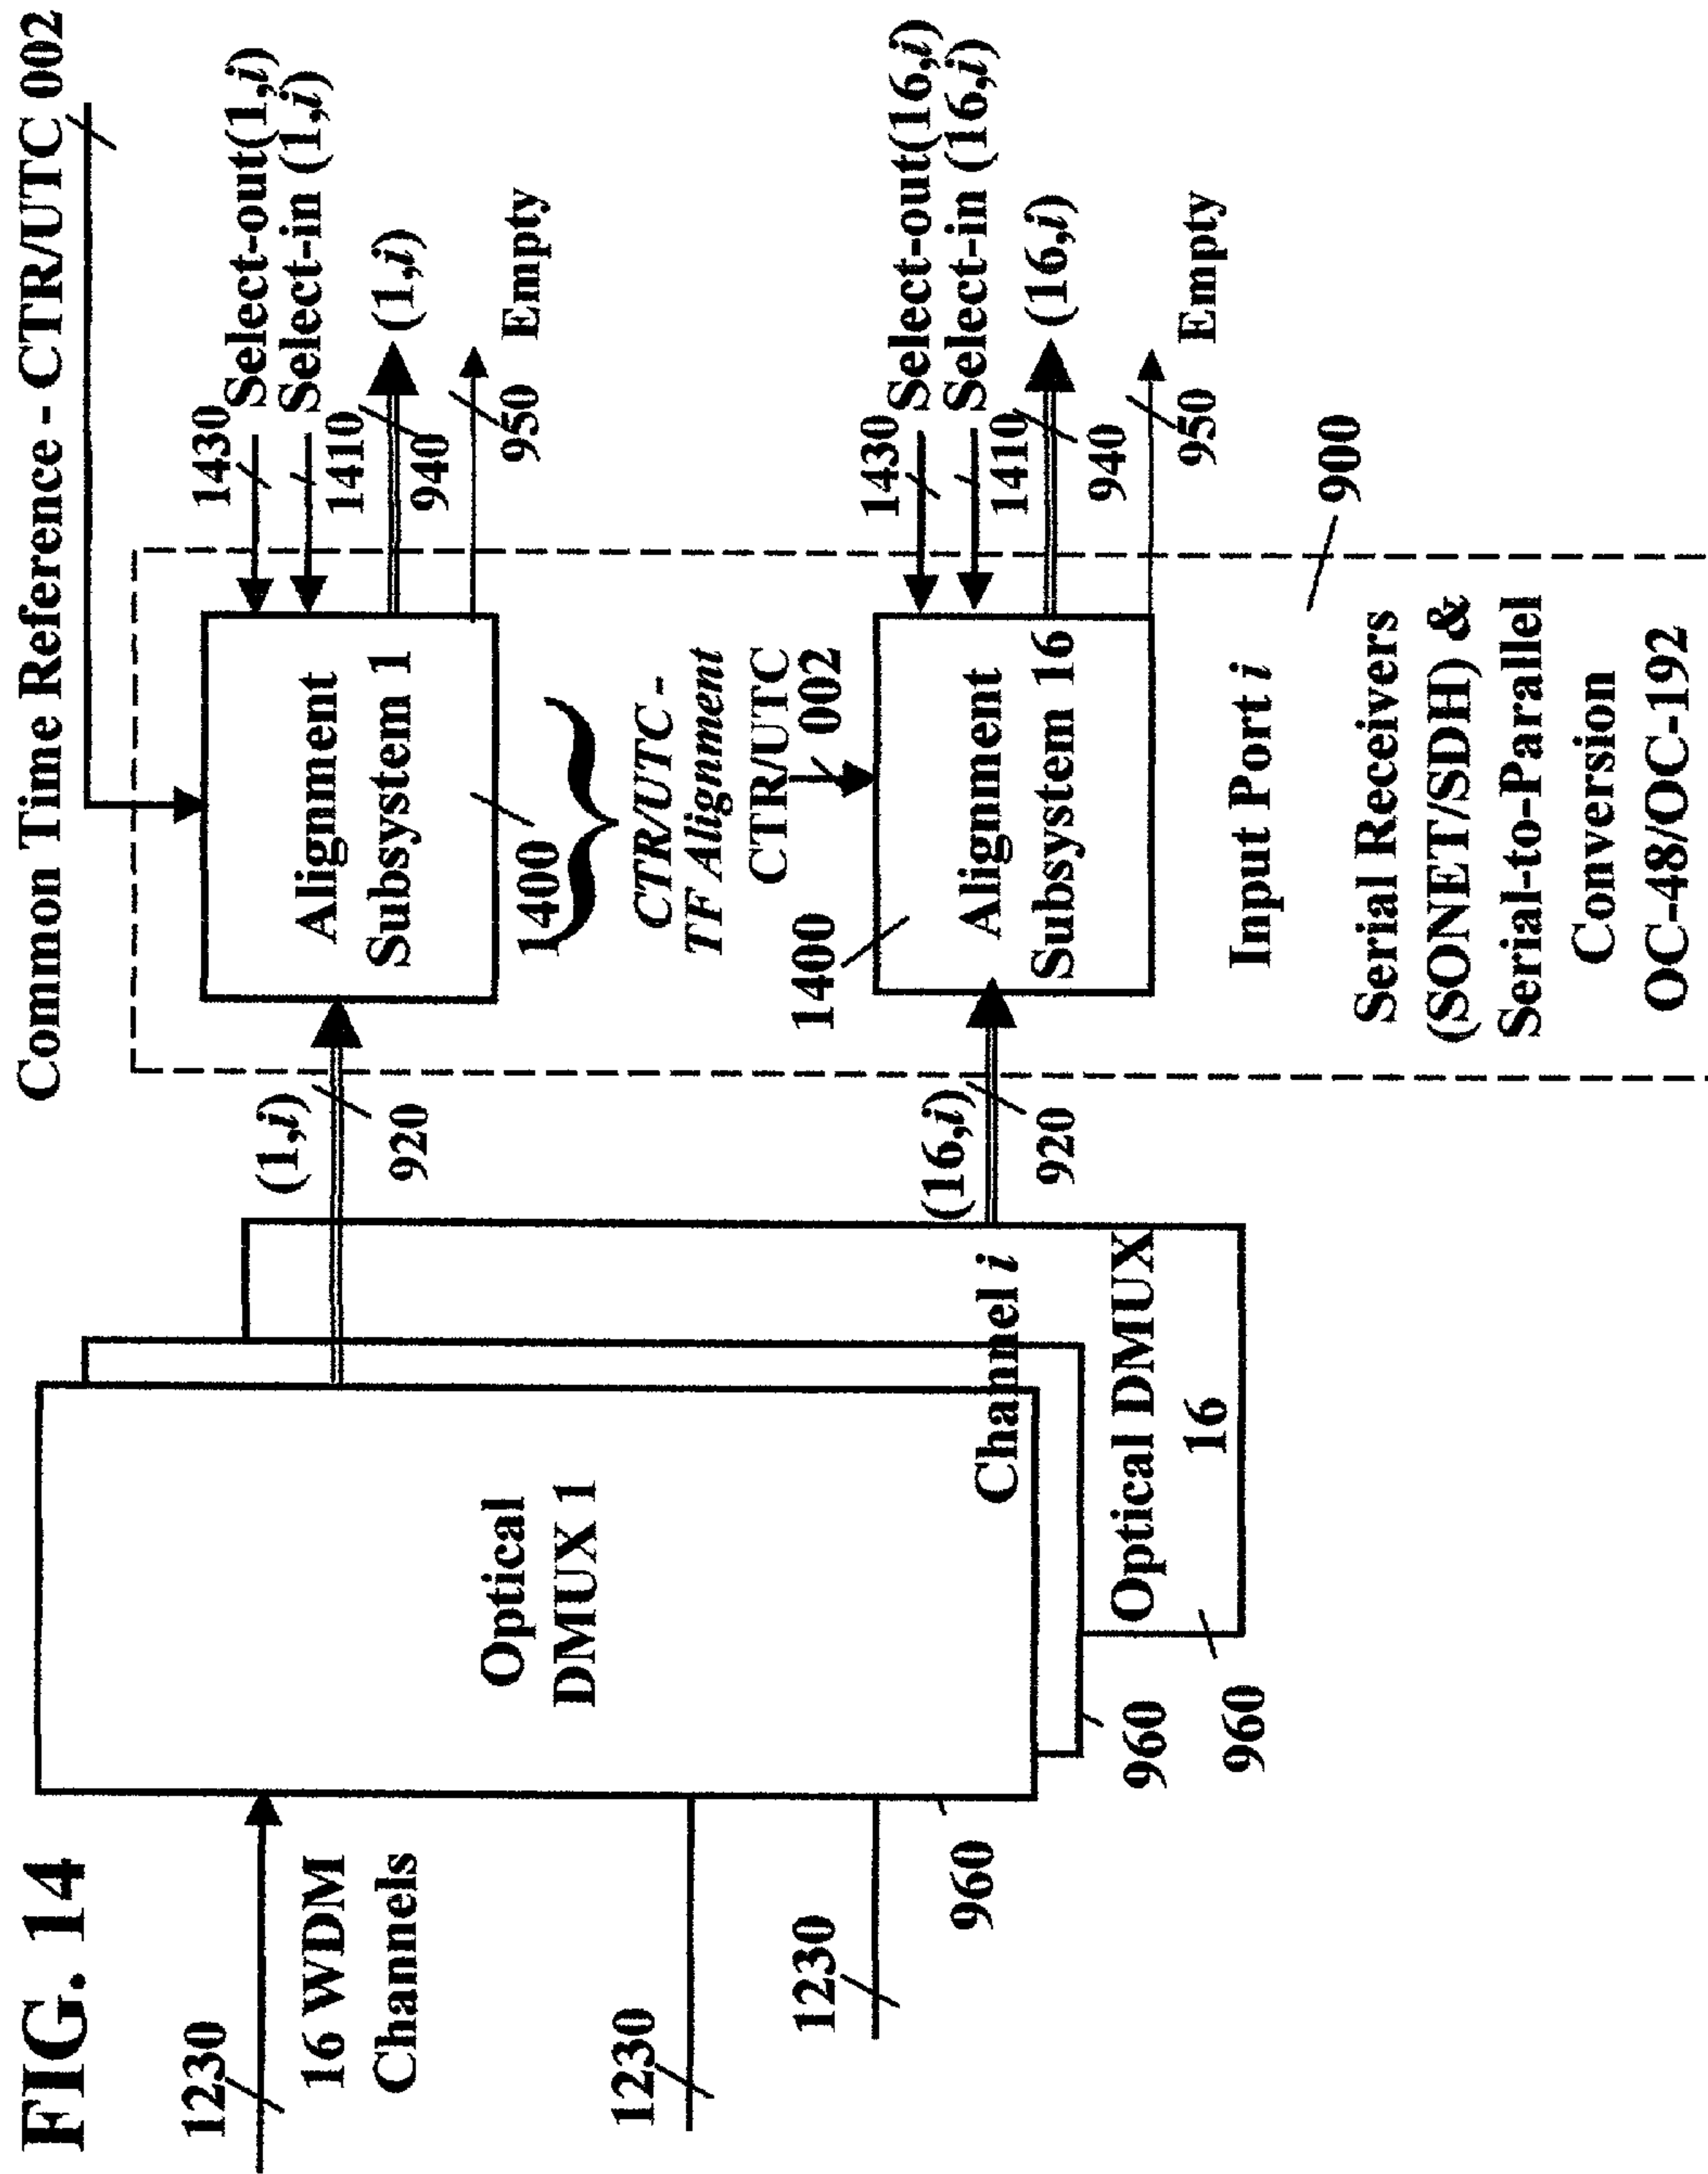 FIG. 14
Common Time Reference - CTR/UTC 002
1230
16 WDM
Channels
1230
1230
Optical
DMUX 1
960
960
960
Channel i
Optical DMUX
16
(1,i)
920
(16,i)
920
Alignment
Subsystem 1
1400
CTR/UTC -
TF Alignment
CTR/UTC
002
1400
Alignment
Subsystem 16
1430
Select-out(1,i)
Select-in (1,i)
1410
(1,i)
940
Empty
950
1430
Select-out(16,i)
Select-in (16,i)
1410
(16,i)
940
Empty
950
900
Input Port i
Serial Receivers
(SONET/SDH) &
Serial-to-Parallel
Conversion
OC-48/OC-192